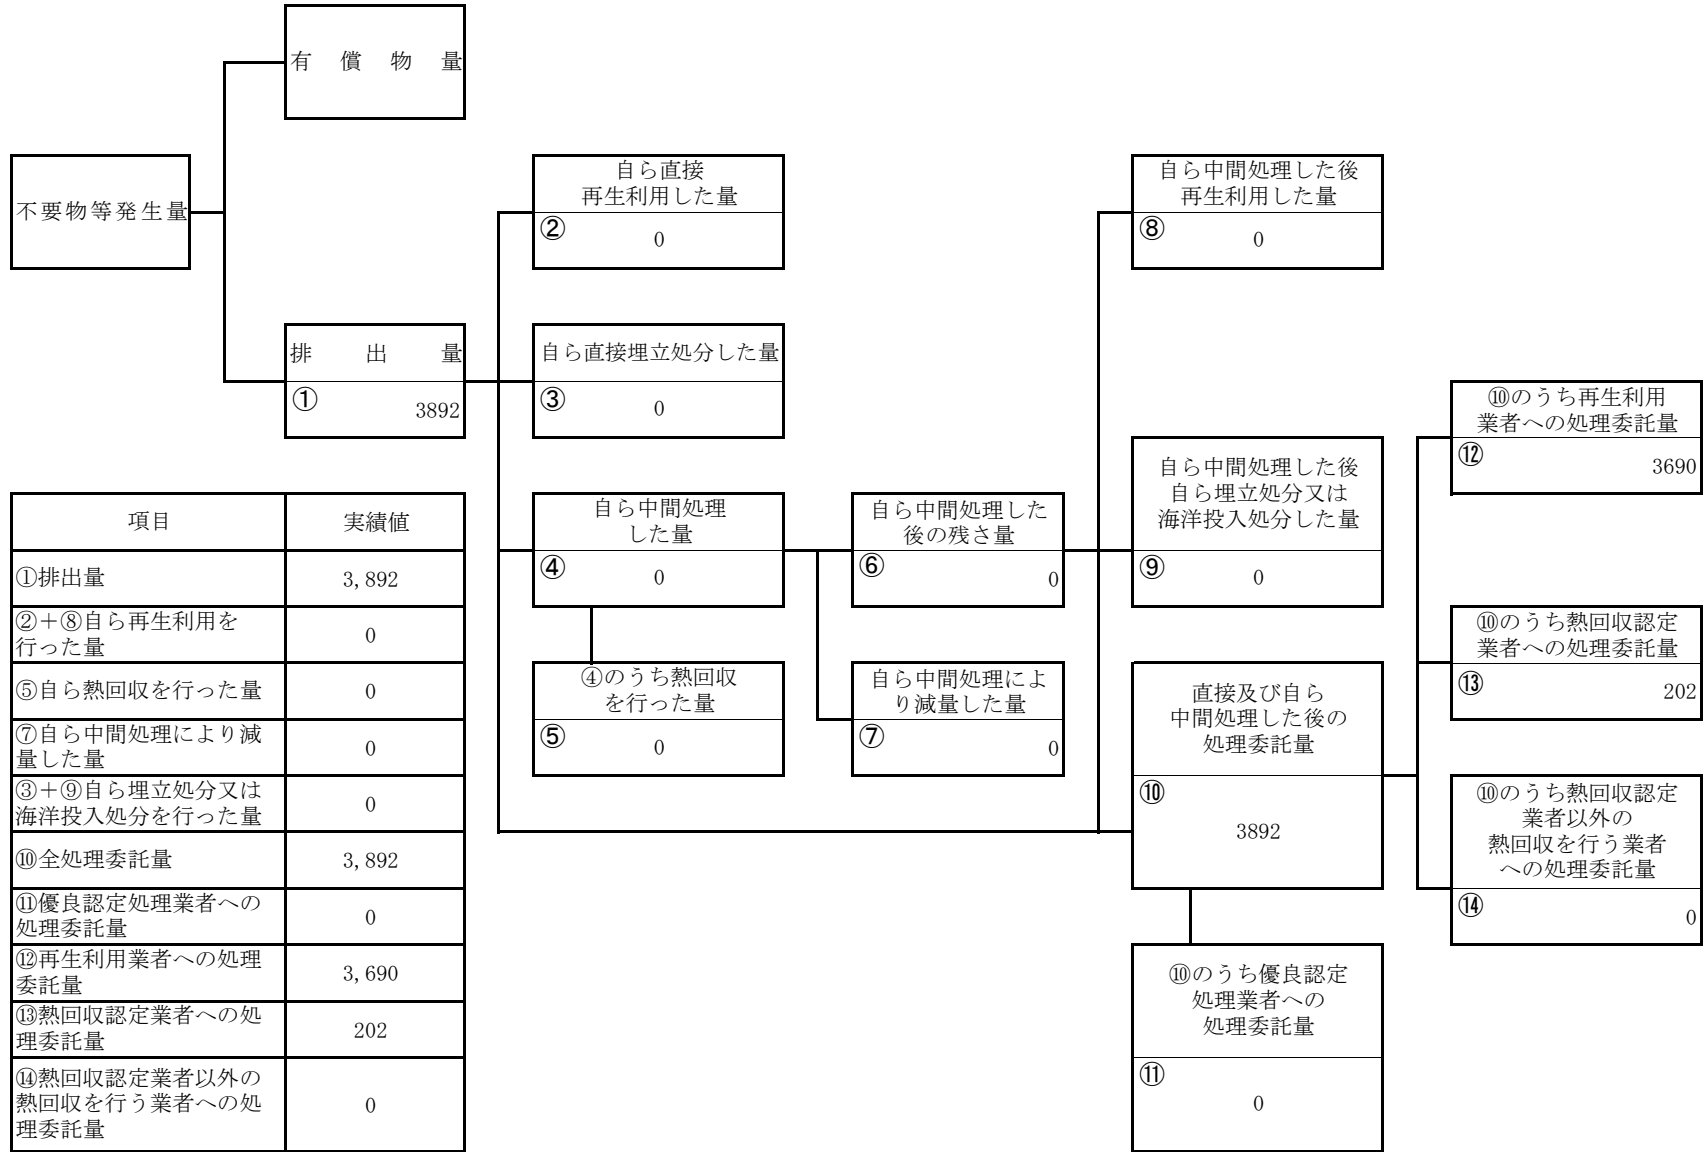 有償物量
不要物等発生量
自ら直接
再生利用した量
②
0
自ら中間処理した後
再生利用した量
⑧
0
排出量
①
3892
自ら直接埋立処分した量
③
0
⑩のうち再生利用
業者への処理委託量
⑫
3690
自ら中間処理した後
自ら埋立処分又は
海洋投入処分した量
⑨
0
自ら中間処理
した量
④
0
自ら中間処理した
後の残さ量
⑥
0
⑩のうち熱回収認定
業者への処理委託量
⑬
202
④のうち熱回収
を行った量
⑤
0
自ら中間処理によ
り減量した量
⑦
0
直接及び自ら
中間処理した後の
処理委託量
⑩
3892
⑩のうち熱回収認定
業者以外の
熱回収を行う業者
への処理委託量
⑭
0
⑩のうち優良認定
処理業者への
処理委託量
⑪
0
項目 実績値
①排出量 3,892
②＋⑧自ら再生利用を
行った量 0
⑤自ら熱回収を行った量 0
⑦自ら中間処理により減
量した量 0
③＋⑨自ら埋立処分又は
海洋投入処分を行った量 0
⑩全処理委託量 3,892
⑪優良認定処理業者への
処理委託量 0
⑫再生利用業者への処理
委託量 3,690
⑬熱回収認定業者への処
理委託量 202
⑭熱回収認定業者以外の
熱回収を行う業者への処
理委託量 0